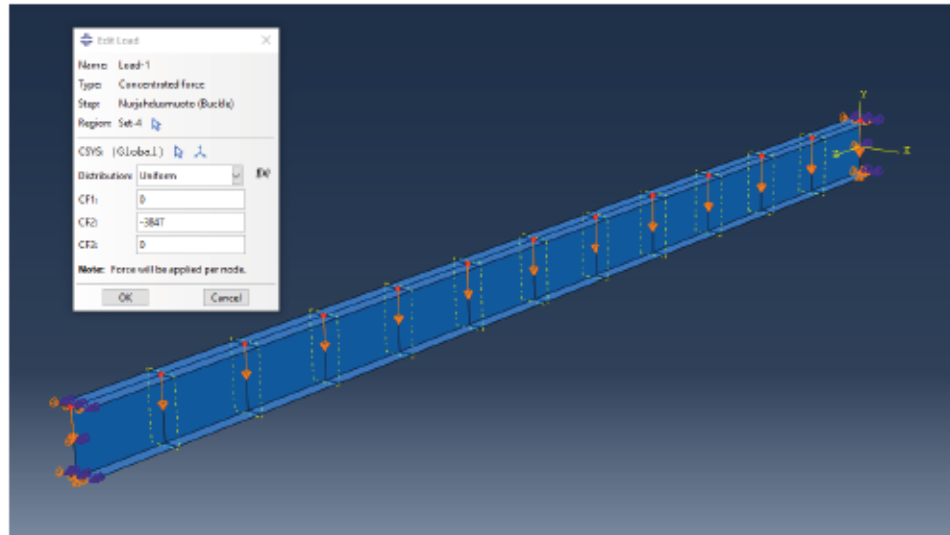 Edit Load
Name: Load-1
Type: Concentrated force
Step: Nurjahdusmuoto (Buckle)
Region: Set-4
CSYS: (Global)
Distribution: Uniform f(x)
CF1: 0
CF2: -3847
CF3: 0
Note: Force will be applied per node.
OK Cancel
Y
X